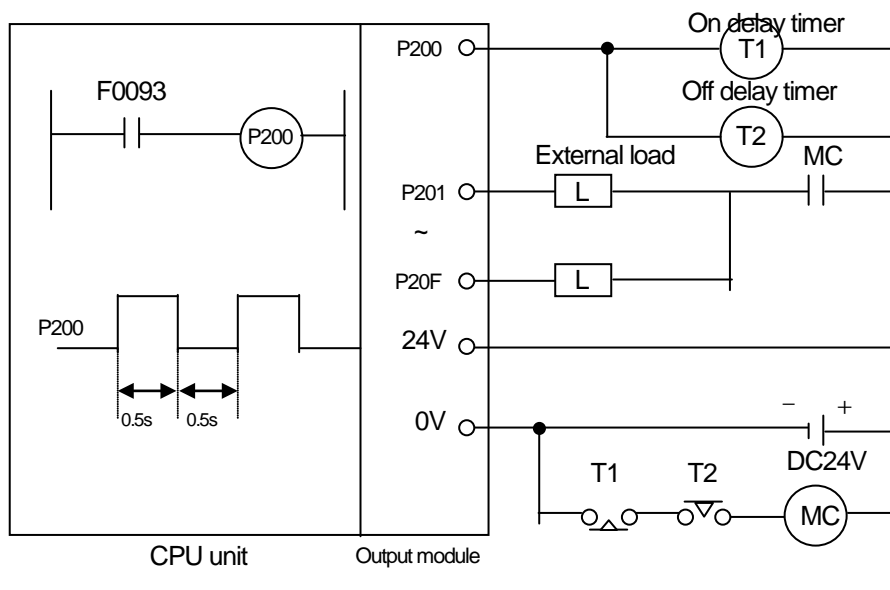 On delay timer
P200
T1
F0093
Off delay timer
P200
T2
External load
MC
P201
L
~
P20F
L
P200
24V
0.5s
0.5s
0V
− +
DC24V
T1
T2
MC
CPU unit
Output module